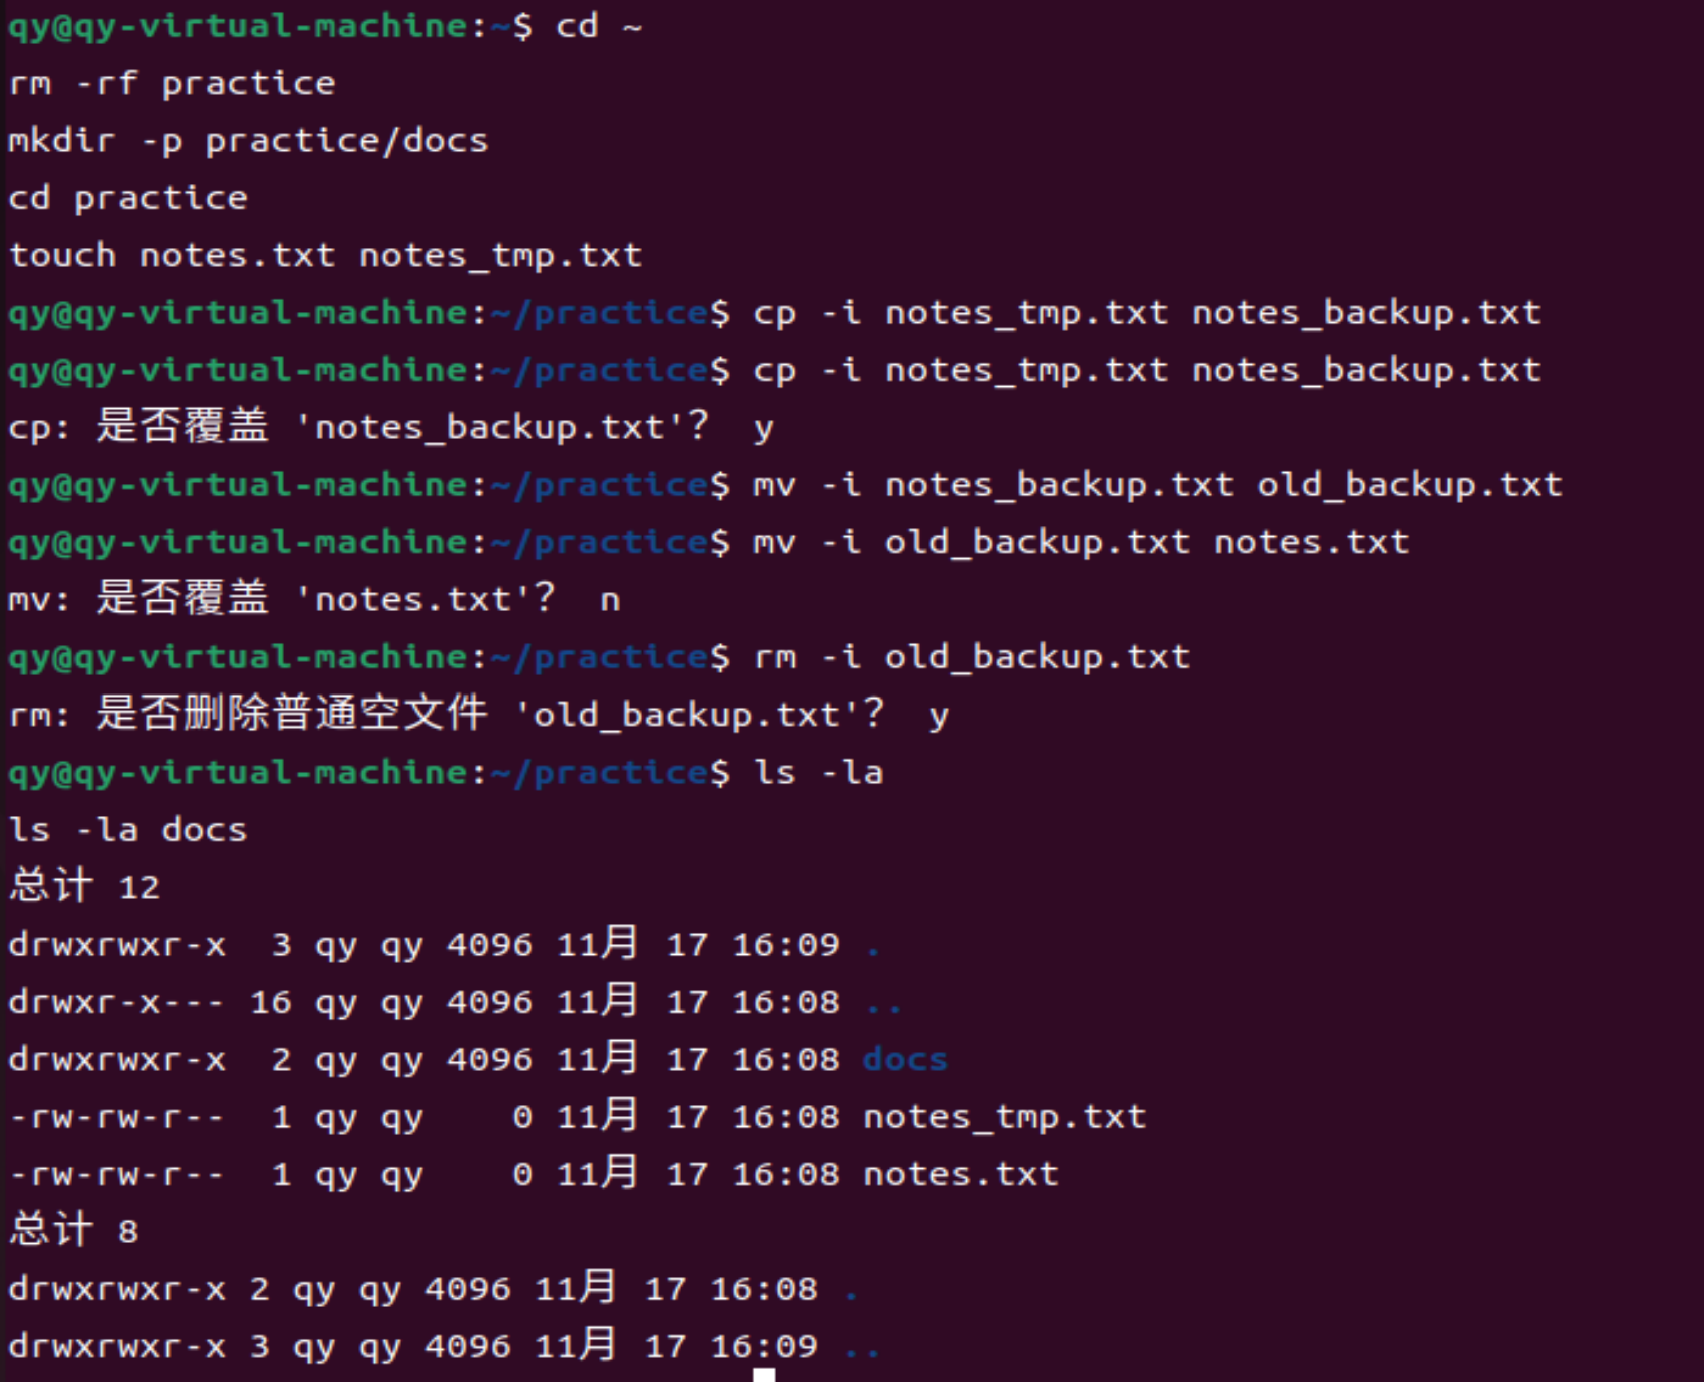 qy@qy-virtual-machine:~$ cd ~
rm -rf practice
mkdir -p practice/docs
cd practice
touch notes.txt notes_tmp.txt
qy@qy-virtual-machine:~/practice$ cp -i notes_tmp.txt notes_backup.txt
qy@qy-virtual-machine:~/practice$ cp -i notes_tmp.txt notes_backup.txt
cp: 是否覆盖 'notes_backup.txt'？ y
qy@qy-virtual-machine:~/practice$ mv -i notes_backup.txt old_backup.txt
qy@qy-virtual-machine:~/practice$ mv -i old_backup.txt notes.txt
mv: 是否覆盖 'notes.txt'？ n
qy@qy-virtual-machine:~/practice$ rm -i old_backup.txt
rm: 是否删除普通空文件 'old_backup.txt'？ y
qy@qy-virtual-machine:~/practice$ ls -la
ls -la docs
总计 12
drwxrwxr-x  3 qy qy 4096 11月 17 16:09 .
drwxr-x--- 16 qy qy 4096 11月 17 16:08 ..
drwxrwxr-x  2 qy qy 4096 11月 17 16:08 docs
-rw-rw-r--  1 qy qy    0 11月 17 16:08 notes_tmp.txt
-rw-rw-r--  1 qy qy    0 11月 17 16:08 notes.txt
总计 8
drwxrwxr-x 2 qy qy 4096 11月 17 16:08 .
drwxrwxr-x 3 qy qy 4096 11月 17 16:09 ..